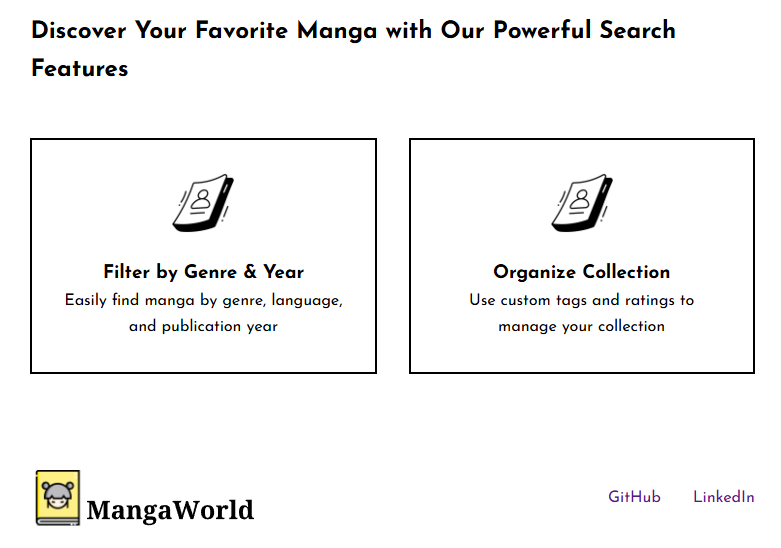 Discover Your Favorite Manga with Our Powerful Search
Features
Filter by Genre & Year
Easily find manga by genre, language,
and publication year
Organize Collection
Use custom tags and ratings to
manage your collection
MangaWorld
GitHub
LinkedIn